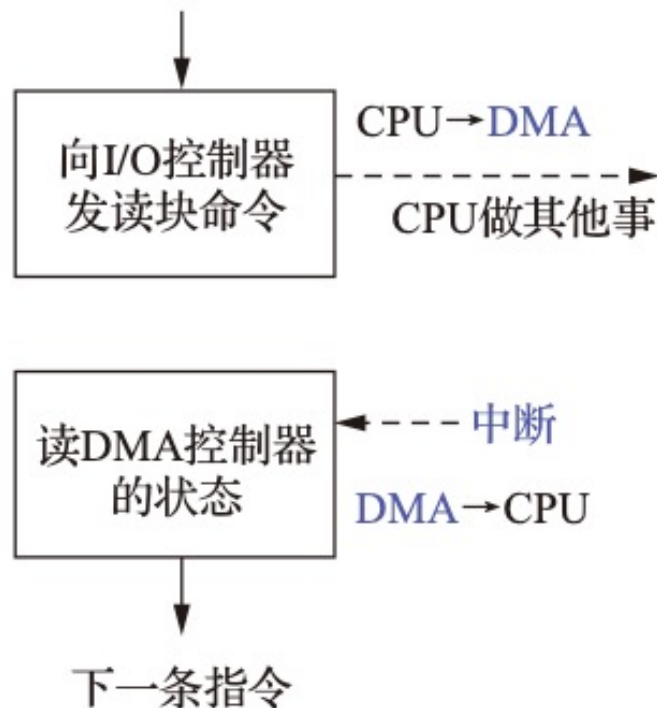 向I/O控制器
发读块命令
CPU→DMA
CPU做其他事
读DMA控制器
的状态
中断
DMA→CPU
下一条指令